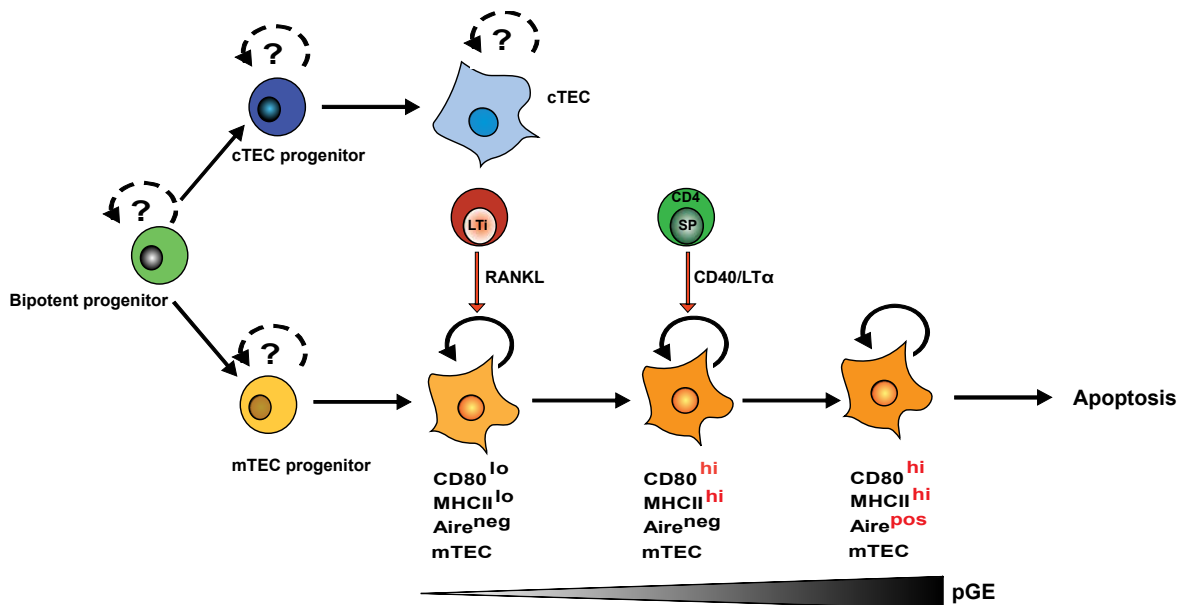 ?
?
cTEC
cTEC progenitor
?
CD4
SP
LTi
RANKL
CD40/LTα
Bipotent progenitor
?
Apoptosis
mTEC progenitor
CD80lo
MHCIIlo
Aireneg
mTEC
CD80hi
MHCIIhi
Aireneg
mTEC
CD80hi
MHCIIhi
Airepos
mTEC
pGE